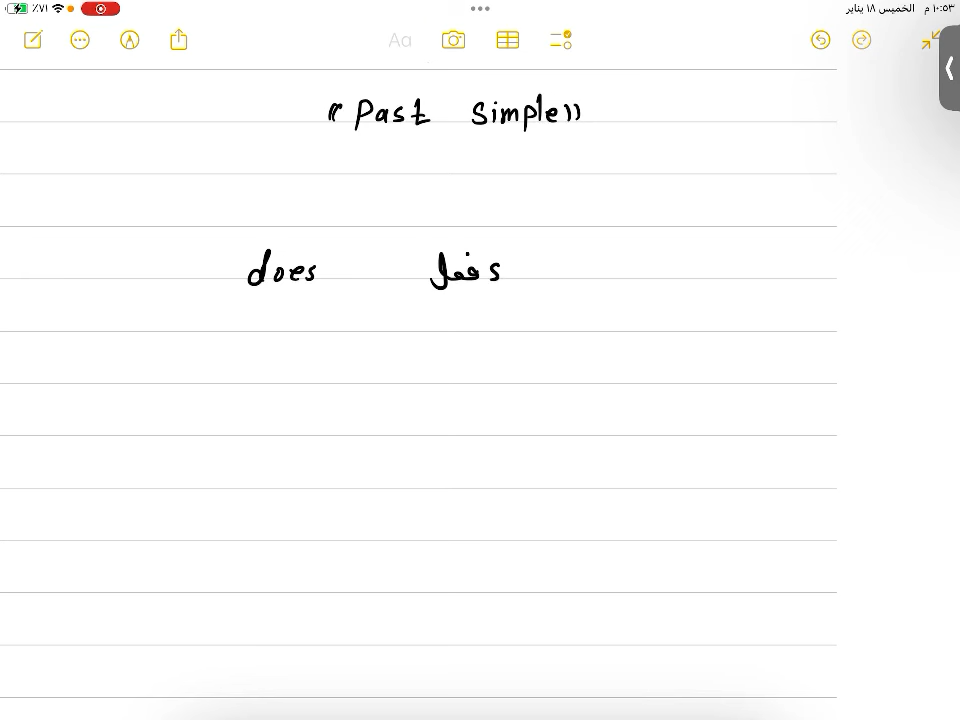 ٪٧١ ١٠:٥٣ م الخميس ١٨ يناير
Aa
(( Past simple ))
does فعل s